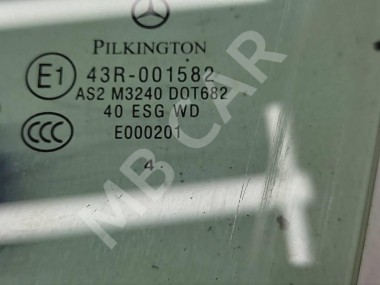 PILKINGTON
E1 43R-001582
AS2 M3240 DOT682
40 ESG WD
CCC E000201
4
MB CAR